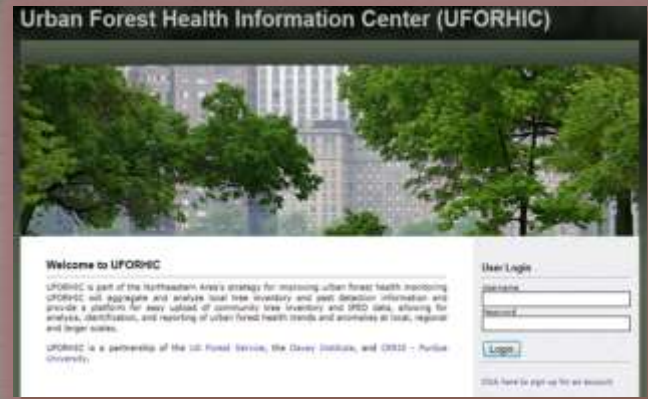 Urban Forest Health Information Center (UFORHIC)
Welcome to UFORHIC
UFORHIC is part of the Northeastern Area's strategy for improving urban forest health monitoring
UFORHIC will aggregate and analyze local tree inventory and pest detection information and
provide a platform for easy upload of community tree inventory and IPED data, allowing for
analysis, identification, and reporting of urban forest health trends and anomalies at local, regional
and larger scales.
UFORHIC is a partnership of the US Forest Service, the Davey Institute, and CERIS - Purdue
University.
User Login
Username
Password
Login
Click here to sign up for an account